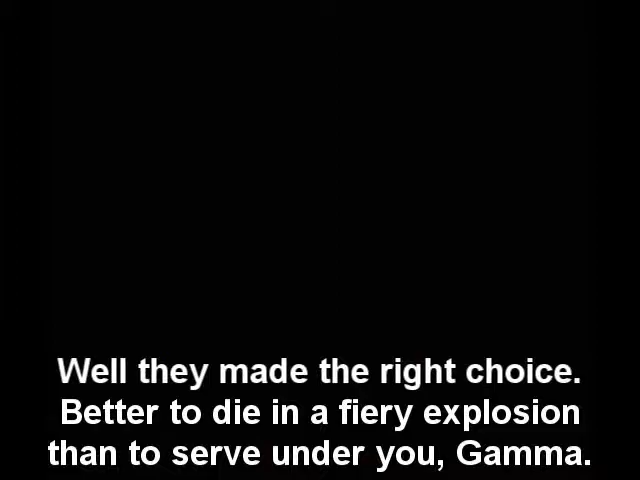 Well they made the right choice.
Better to die in a fiery explosion
than to serve under you, Gamma.